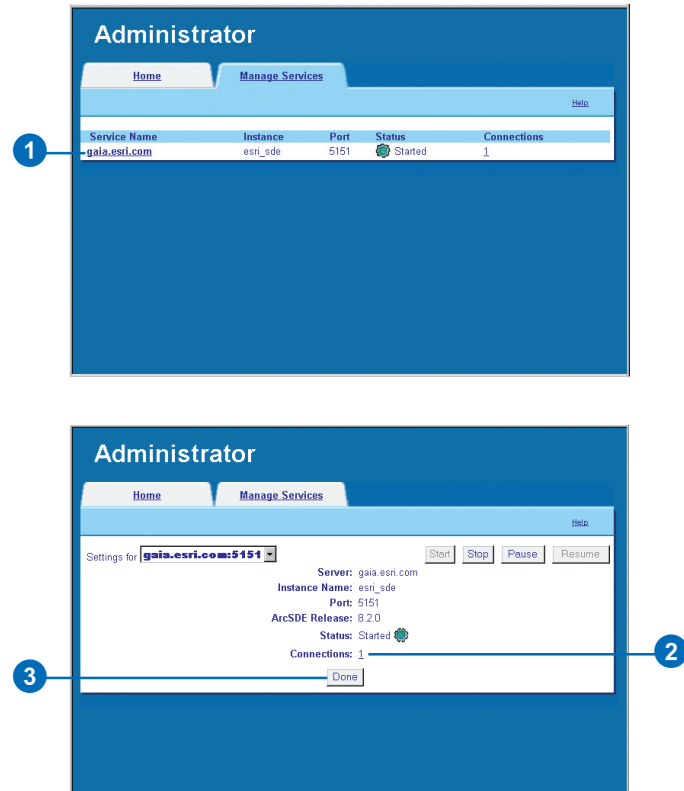 Administrator
Home Manage Services
Help
Service Name Instance Port Status Connections
1 gaia.esri.com esri_sde 5151 Started 1
Administrator
Home Manage Services
Help
Settings for gaia.esri.com:5151 Start Stop Pause Resume
Server: gaia.esri.com
Instance Name: esri_sde
Port: 5151
ArcSDE Release: 8.2.0
Status: Started
Connections: 1 2
3 Done